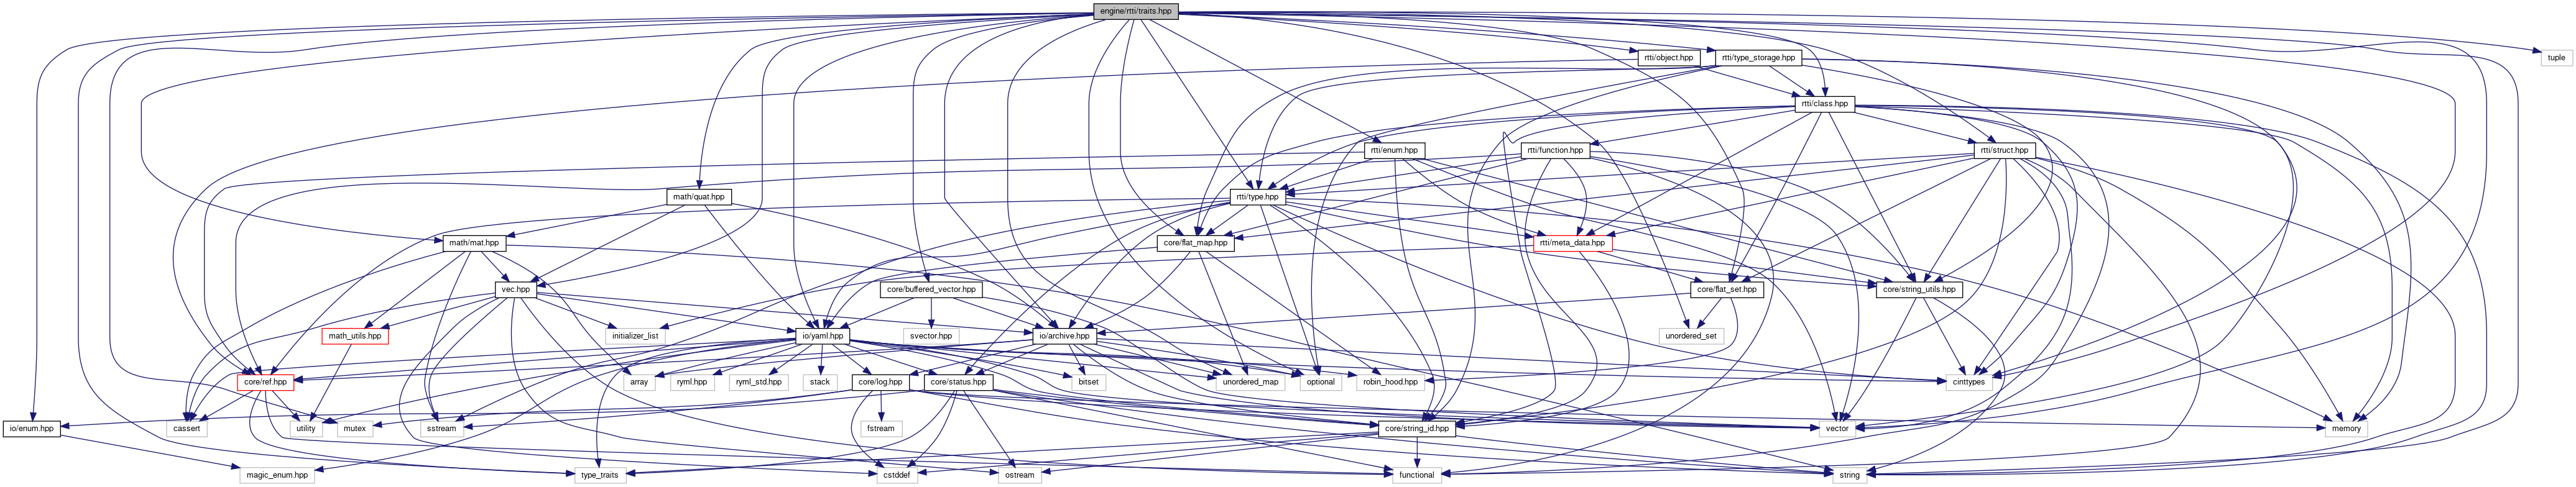 engine/rtti/traits.hpp
rtti/object.hpp
rtti/type_storage.hpp
tuple
rtti/class.hpp
rtti/enum.hpp
rtti/function.hpp
rtti/struct.hpp
math/quat.hpp
rtti/type.hpp
math/mat.hpp
core/flat_map.hpp
rtti/meta_data.hpp
vec.hpp
core/buffered_vector.hpp
core/flat_set.hpp
core/string_utils.hpp
math_utils.hpp
initializer_list
io/yaml.hpp
svector.hpp
io/archive.hpp
unordered_set
core/ref.hpp
array
ryml.hpp
ryml_std.hpp
stack
core/log.hpp
core/status.hpp
bitset
unordered_map
optional
robin_hood.hpp
cinttypes
io/enum.hpp
cassert
utility
mutex
sstream
fstream
core/string_id.hpp
vector
memory
magic_enum.hpp
type_traits
cstddef
ostream
functional
string